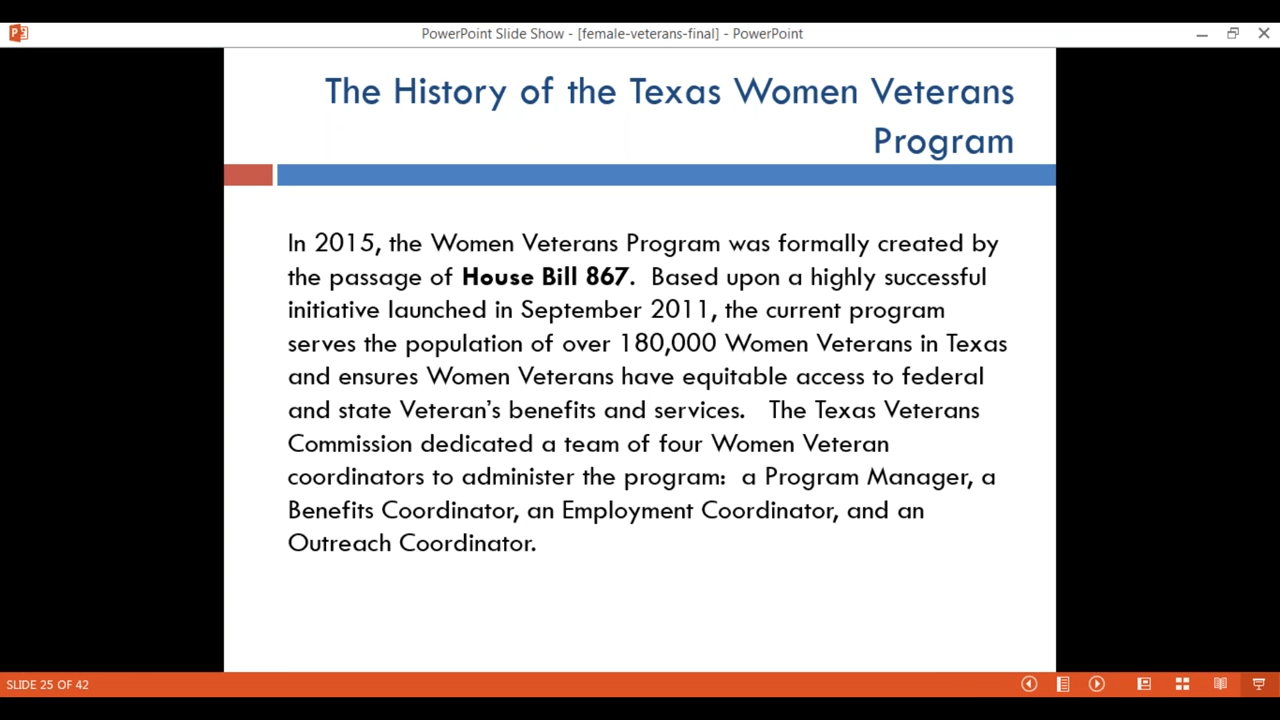 PowerPoint Slide Show - [female-veterans-final] - PowerPoint
The History of the Texas Women Veterans
Program
In 2015, the Women Veterans Program was formally created by
the passage of House Bill 867.  Based upon a highly successful
initiative launched in September 2011, the current program
serves the population of over 180,000 Women Veterans in Texas
and ensures Women Veterans have equitable access to federal
and state Veteran’s benefits and services.   The Texas Veterans
Commission dedicated a team of four Women Veteran
coordinators to administer the program:  a Program Manager, a
Benefits Coordinator, an Employment Coordinator, and an
Outreach Coordinator.
SLIDE 25 OF 42